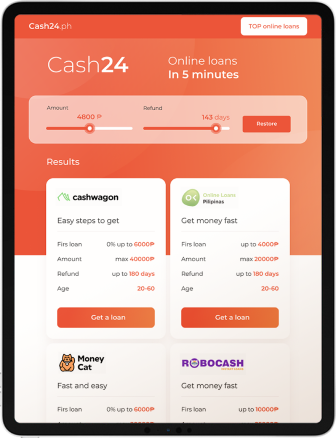 Cash24.ph
TOP online loans
Cash24
Online loans
In 5 minutes
Amount
Refund
4800 ₱
143 days
Restore
Results
cashwagon
Easy steps to get
Firs loan 0% up to 6000₱
Amount max 40000₱
Refund up to 180 days
Age 20-60
Get a loan
OK
Online Loans
Pilipinas
Get money fast
Firs loan up to 4000₱
Amount max 20000₱
Refund up to 180 days
Age 20-60
Get a loan
Money
Cat
Fast and easy
Firs loan 0% up to 6000₱
ROBOCASH
Get money fast
Firs loan up to 10000₱